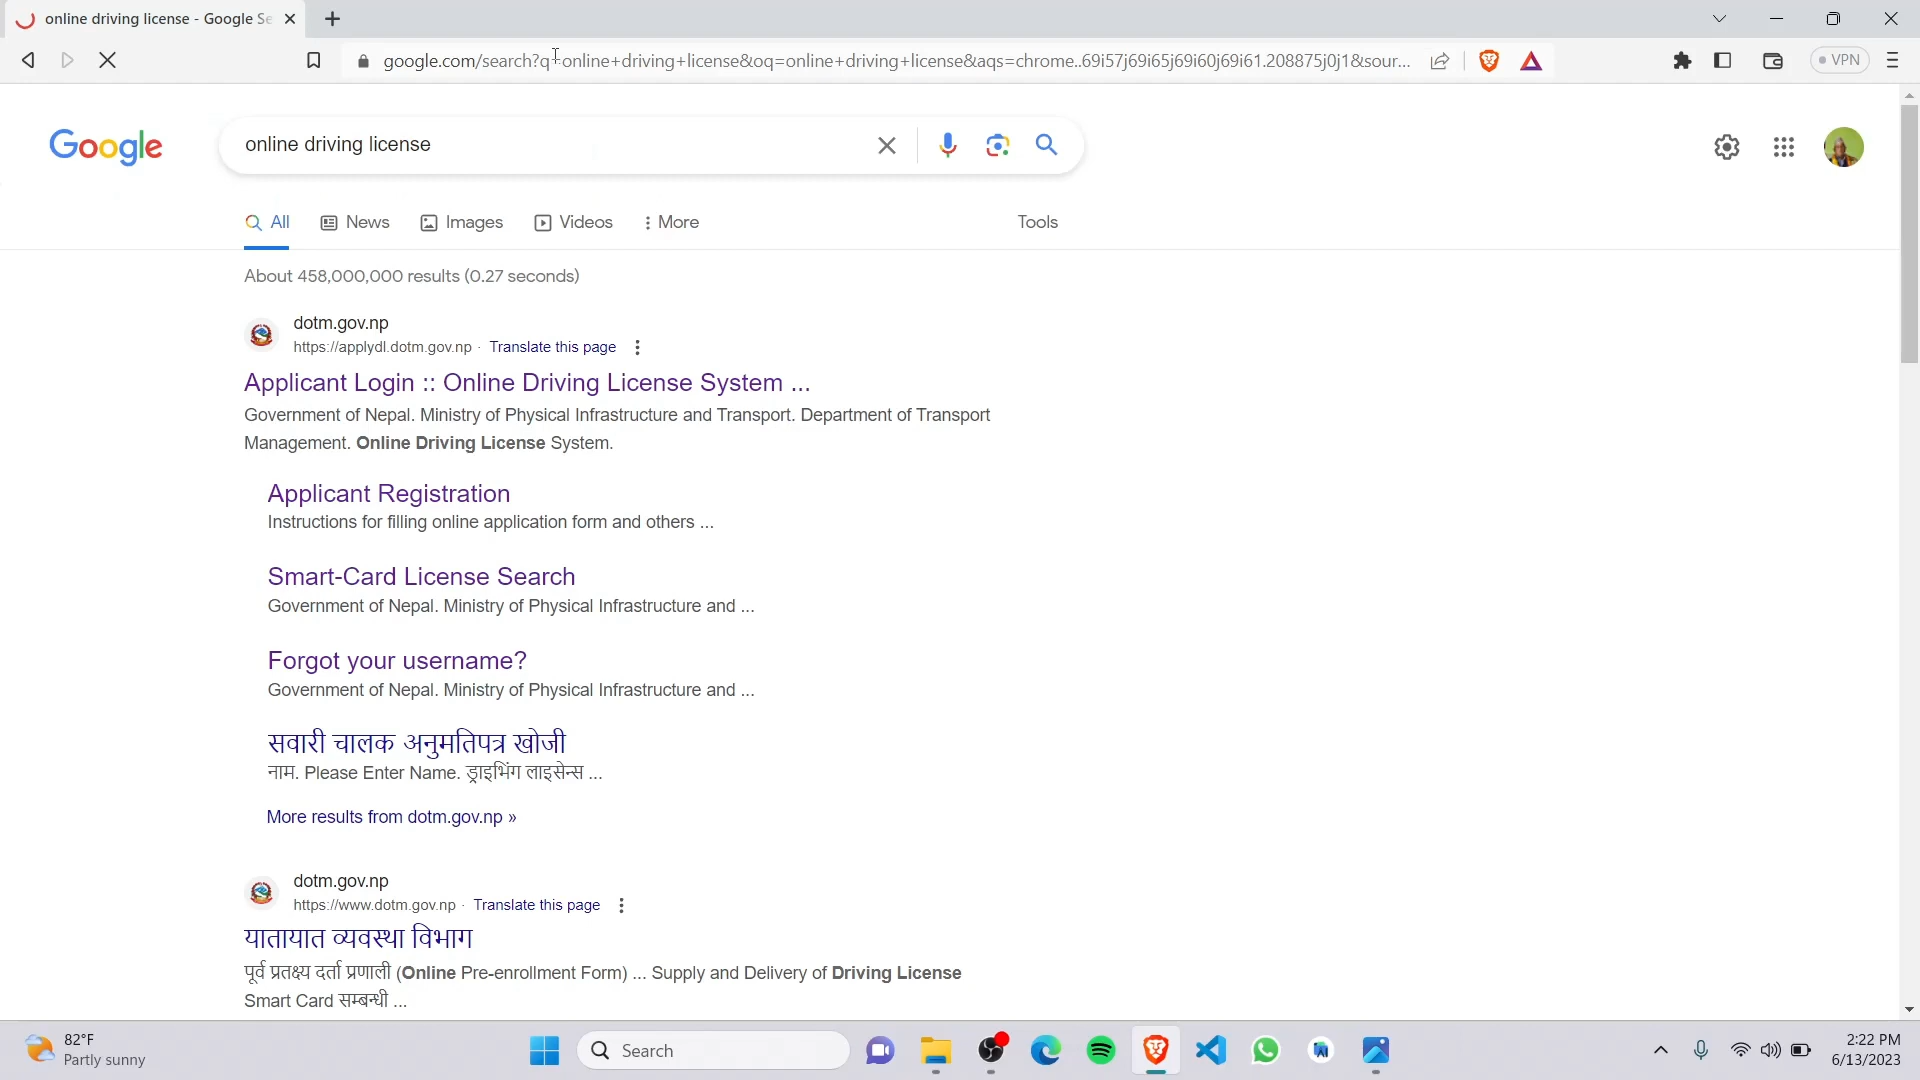 online driving license - Google Se
google.com/search?q=online+driving+license&oq=online+driving+license&aqs=chrome..69i57j69i65j69i60j69i61.208875j0j1&sour...
VPN
Google
online driving license
All
News
Images
Videos
More
Tools
About 458,000,000 results (0.27 seconds)
dotm.gov.np
https://applydl.dotm.gov.np · Translate this page
Applicant Login :: Online Driving License System ...
Government of Nepal. Ministry of Physical Infrastructure and Transport. Department of Transport
Management. Online Driving License System.
Applicant Registration
Instructions for filling online application form and others ...
Smart-Card License Search
Government of Nepal. Ministry of Physical Infrastructure and ...
Forgot your username?
Government of Nepal. Ministry of Physical Infrastructure and ...
सवारी चालक अनुमतिपत्र खोजी
नाम. Please Enter Name. ड्राइभिंग लाइसेन्स ...
More results from dotm.gov.np »
dotm.gov.np
https://www.dotm.gov.np · Translate this page
यातायात व्यवस्था विभाग
पूर्व प्रतक्ष्य दर्ता प्रणाली (Online Pre-enrollment Form) ... Supply and Delivery of Driving License
Smart Card सम्बन्धी ...
82°F
Partly sunny
Search
2:22 PM
6/13/2023